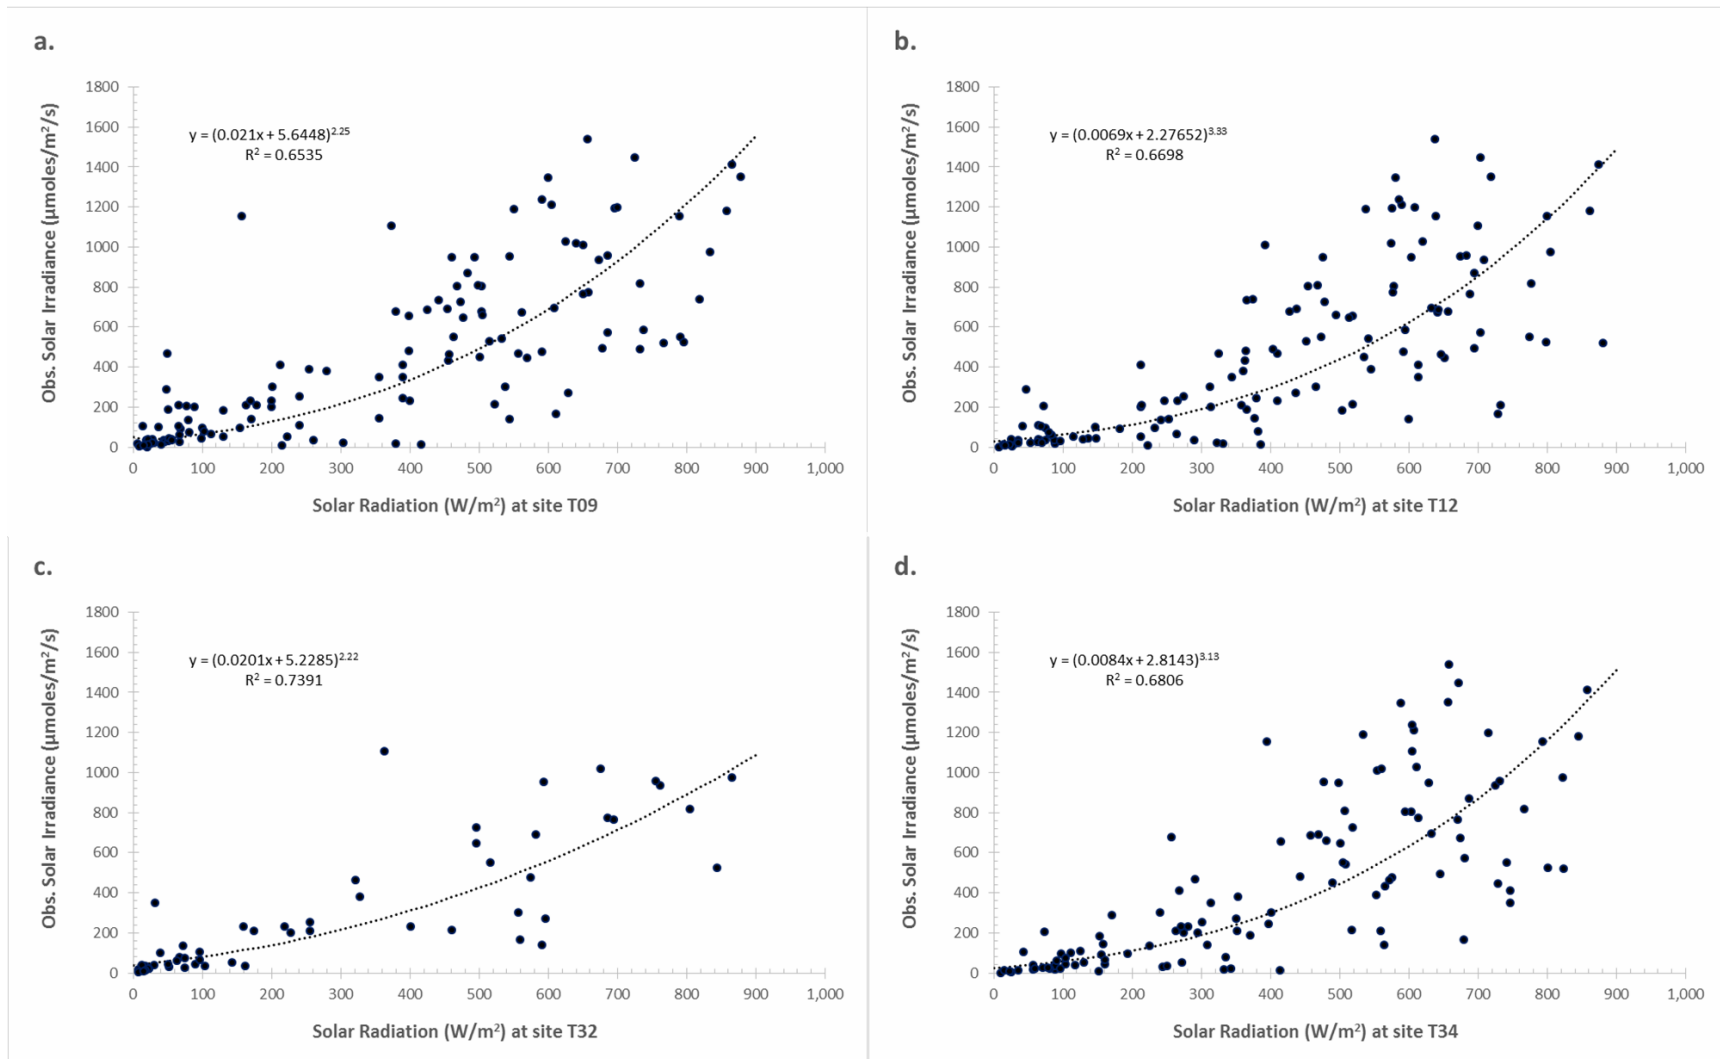 a.
Obs. Solar Irradiance (µmoles/m²/s)
1800
1600
1400
1200
1000
800
600
400
200
0
y = (0.021x + 5.6448)²·²⁵
R² = 0.6535
0 100 200 300 400 500 600 700 800 900 1,000
Solar Radiation (W/m²) at site T09
b.
Obs. Solar Irradiance (µmoles/m²/s)
1800
1600
1400
1200
1000
800
600
400
200
0
y = (0.0069x + 2.27652)³·³³
R² = 0.6698
0 100 200 300 400 500 600 700 800 900 1,000
Solar Radiation (W/m²) at site T12
c.
Obs. Solar Irradiance (µmoles/m²/s)
1800
1600
1400
1200
1000
800
600
400
200
0
y = (0.0201x + 5.2285)²·²²
R² = 0.7391
0 100 200 300 400 500 600 700 800 900 1,000
Solar Radiation (W/m²) at site T32
d.
Obs. Solar Irradiance (µmoles/m²/s)
1800
1600
1400
1200
1000
800
600
400
200
0
y = (0.0084x + 2.8143)³·¹³
R² = 0.6806
0 100 200 300 400 500 600 700 800 900 1,000
Solar Radiation (W/m²) at site T34